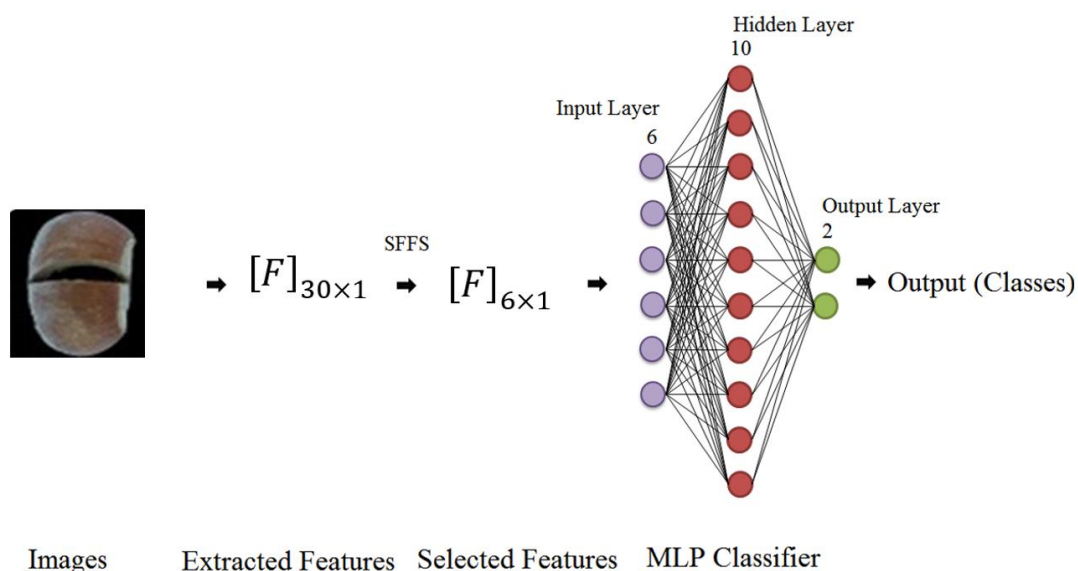 Hidden Layer
10
Input Layer
6
Output Layer
2
SFFS
[F]30×1
[F]6×1
Output (Classes)
Images
Extracted Features
Selected Features
MLP Classifier